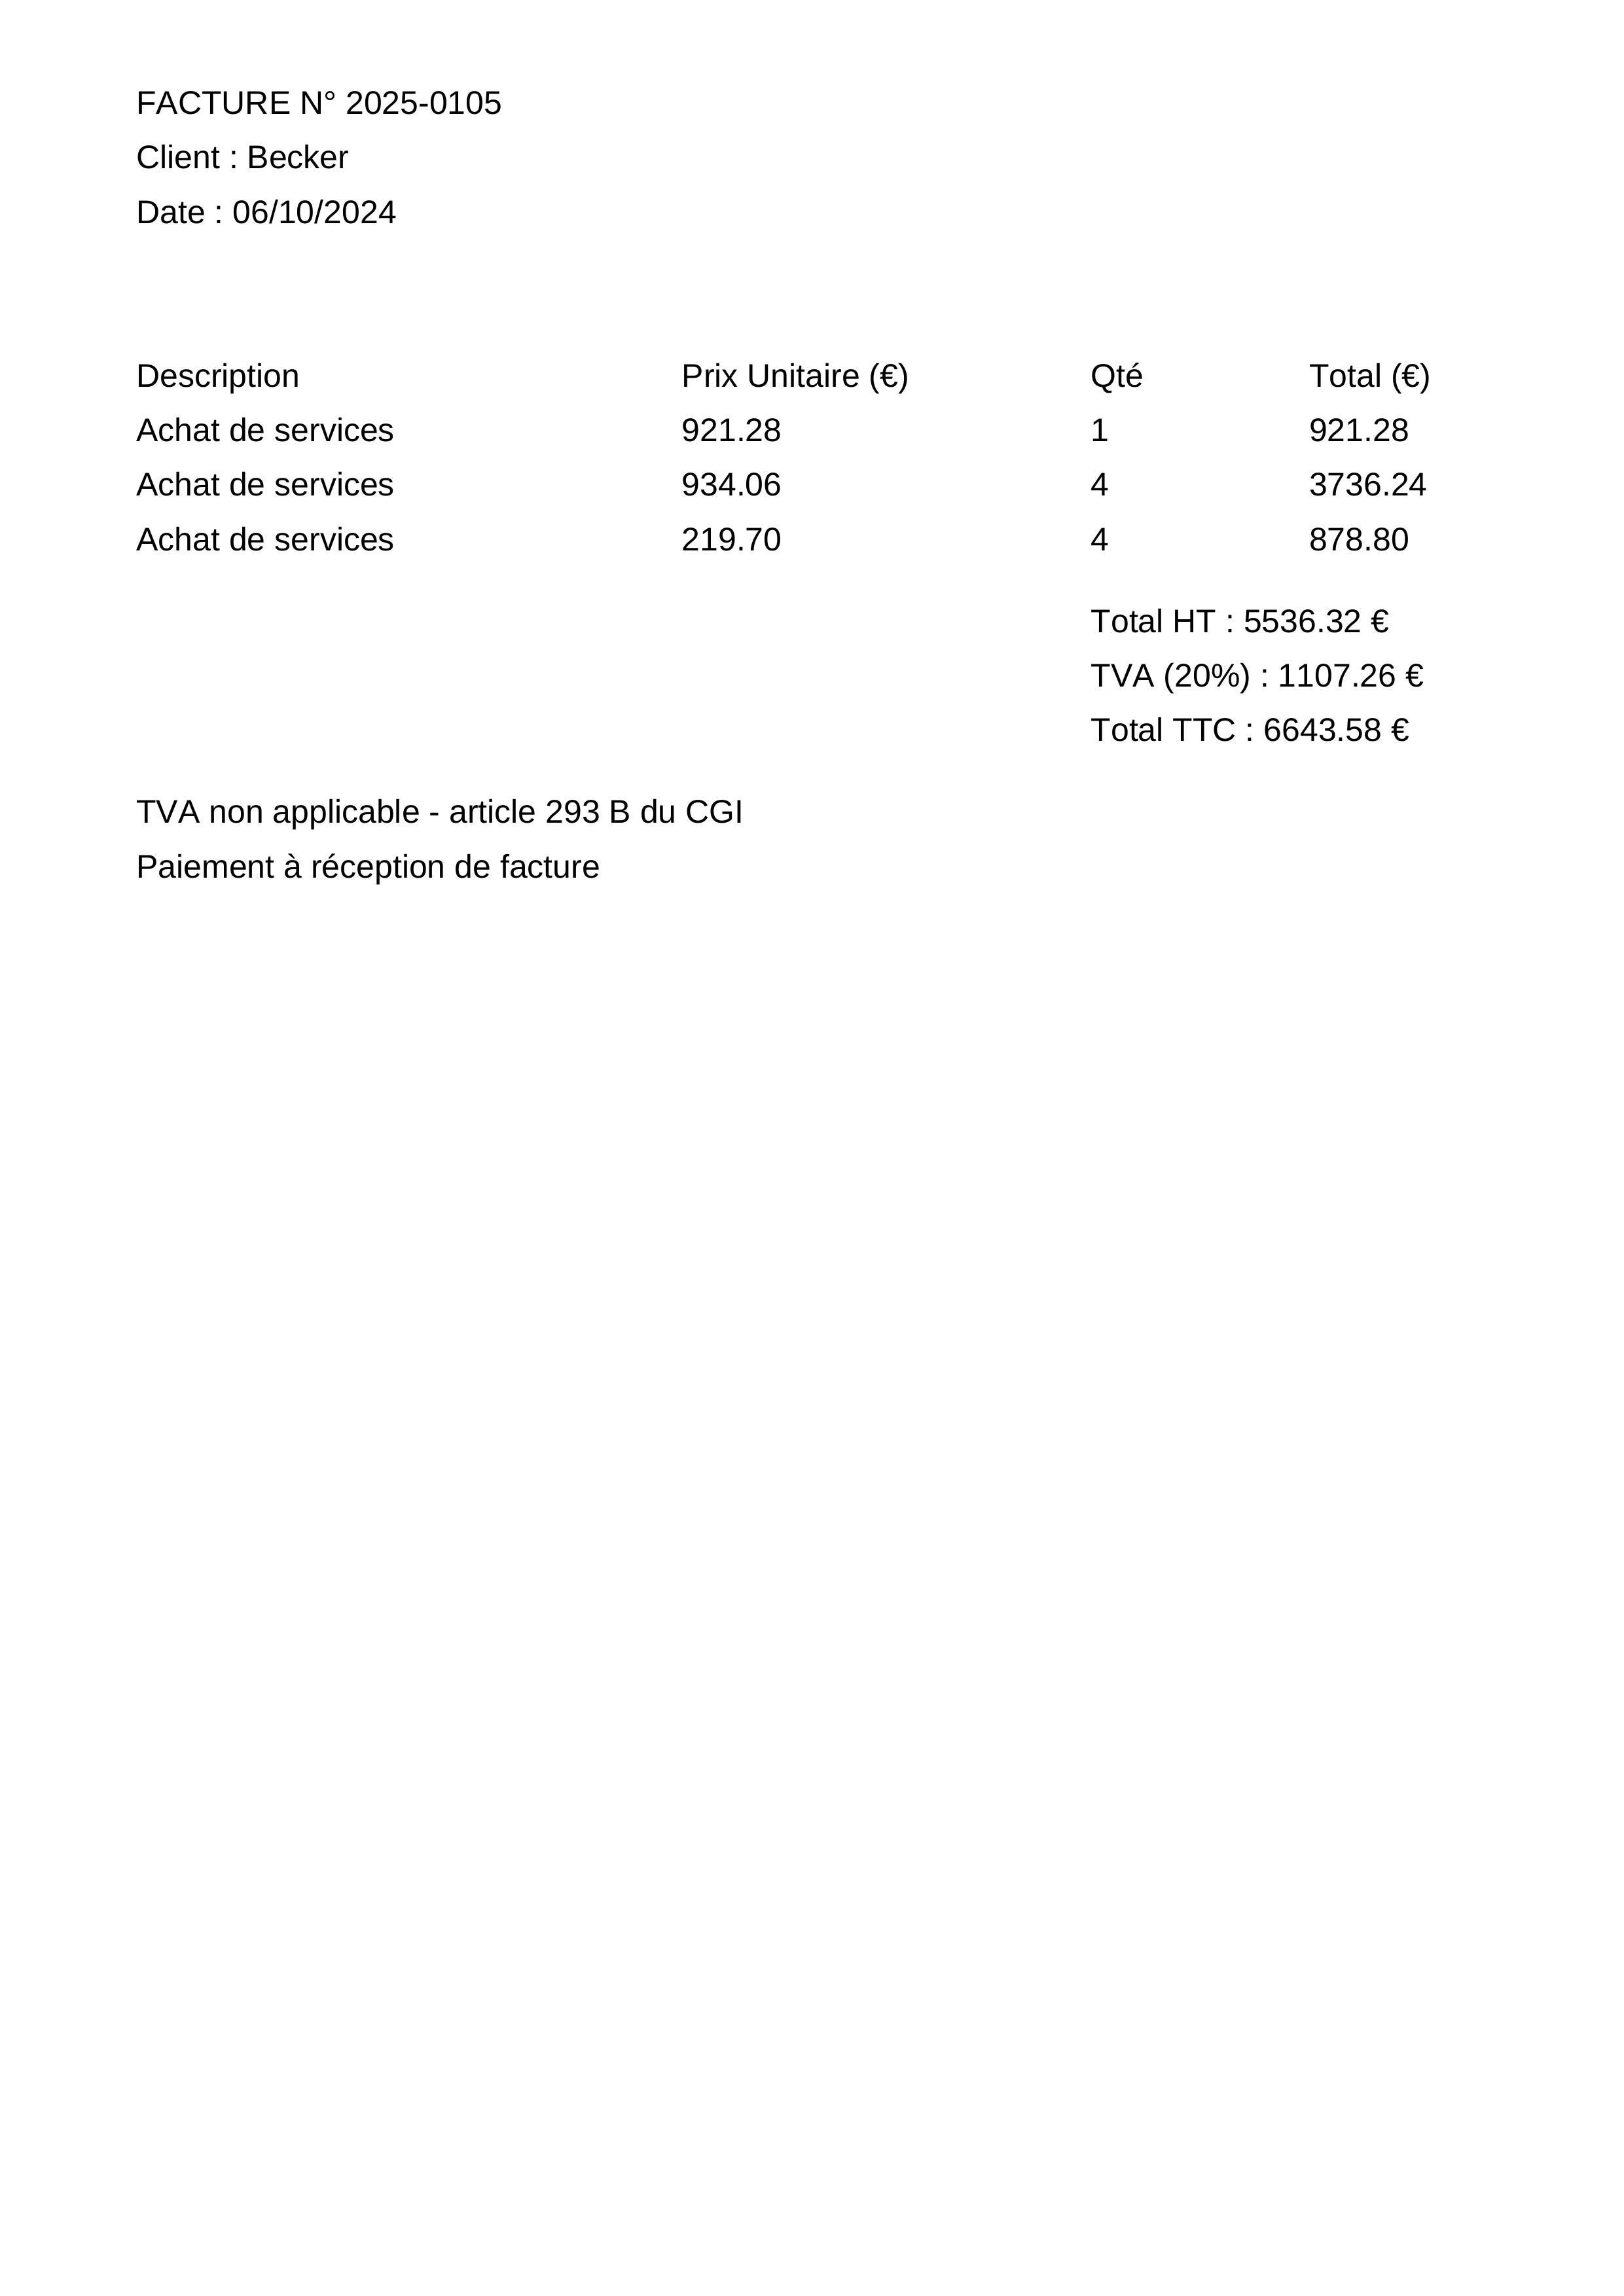 FACTURE N° 2025-0105
Client : Becker
Date : 06/10/2024
Description Prix Unitaire (€) Qté Total (€)
Achat de services 921.28 1 921.28
Achat de services 934.06 4 3736.24
Achat de services 219.70 4 878.80
Total HT : 5536.32 €
TVA (20%) : 1107.26 €
Total TTC : 6643.58 €
TVA non applicable - article 293 B du CGI
Paiement à réception de facture